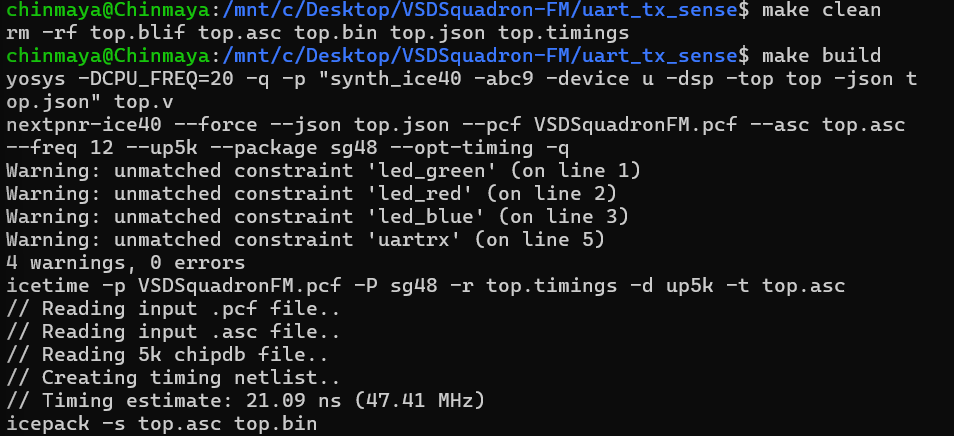 chinmaya@Chinmaya:/mnt/c/Desktop/VSDSquadron-FM/uart_tx_sense$ make clean
rm -rf top.blif top.asc top.bin top.json top.timings
chinmaya@Chinmaya:/mnt/c/Desktop/VSDSquadron-FM/uart_tx_sense$ make build
yosys -DCPU_FREQ=20 -q -p "synth_ice40 -abc9 -device u -dsp -top top -json t
op.json" top.v
nextpnr-ice40 --force --json top.json --pcf VSDSquadronFM.pcf --asc top.asc
--freq 12 --up5k --package sg48 --opt-timing -q
Warning: unmatched constraint 'led_green' (on line 1)
Warning: unmatched constraint 'led_red' (on line 2)
Warning: unmatched constraint 'led_blue' (on line 3)
Warning: unmatched constraint 'uartrx' (on line 5)
4 warnings, 0 errors
icetime -p VSDSquadronFM.pcf -P sg48 -r top.timings -d up5k -t top.asc
// Reading input .pcf file..
// Reading input .asc file..
// Reading 5k chipdb file..
// Creating timing netlist..
// Timing estimate: 21.09 ns (47.41 MHz)
icepack -s top.asc top.bin